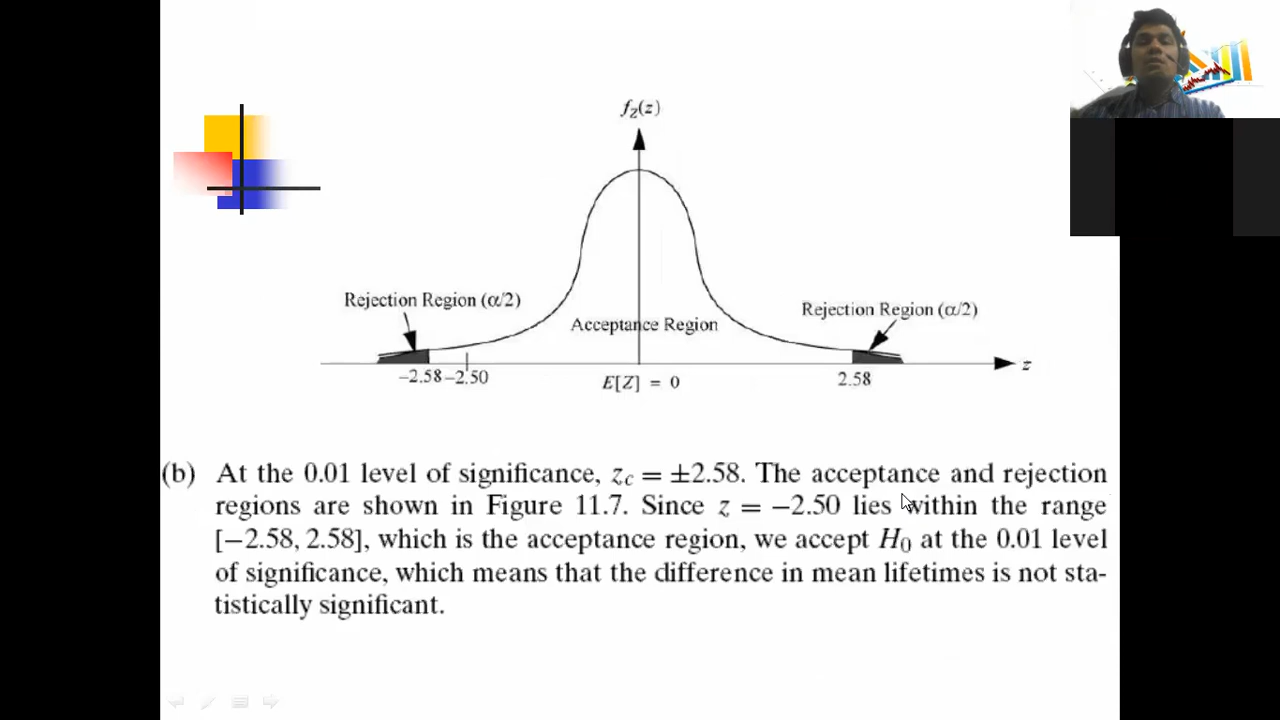 f_Z(z)
Rejection Region (α/2)
Rejection Region (α/2)
Acceptance Region
−2.58 −2.50
E[Z] = 0
2.58
z
(b) At the 0.01 level of significance, z_c = ±2.58. The acceptance and rejection
regions are shown in Figure 11.7. Since z = −2.50 lies within the range
[−2.58, 2.58], which is the acceptance region, we accept H_0 at the 0.01 level
of significance, which means that the difference in mean lifetimes is not sta-
tistically significant.